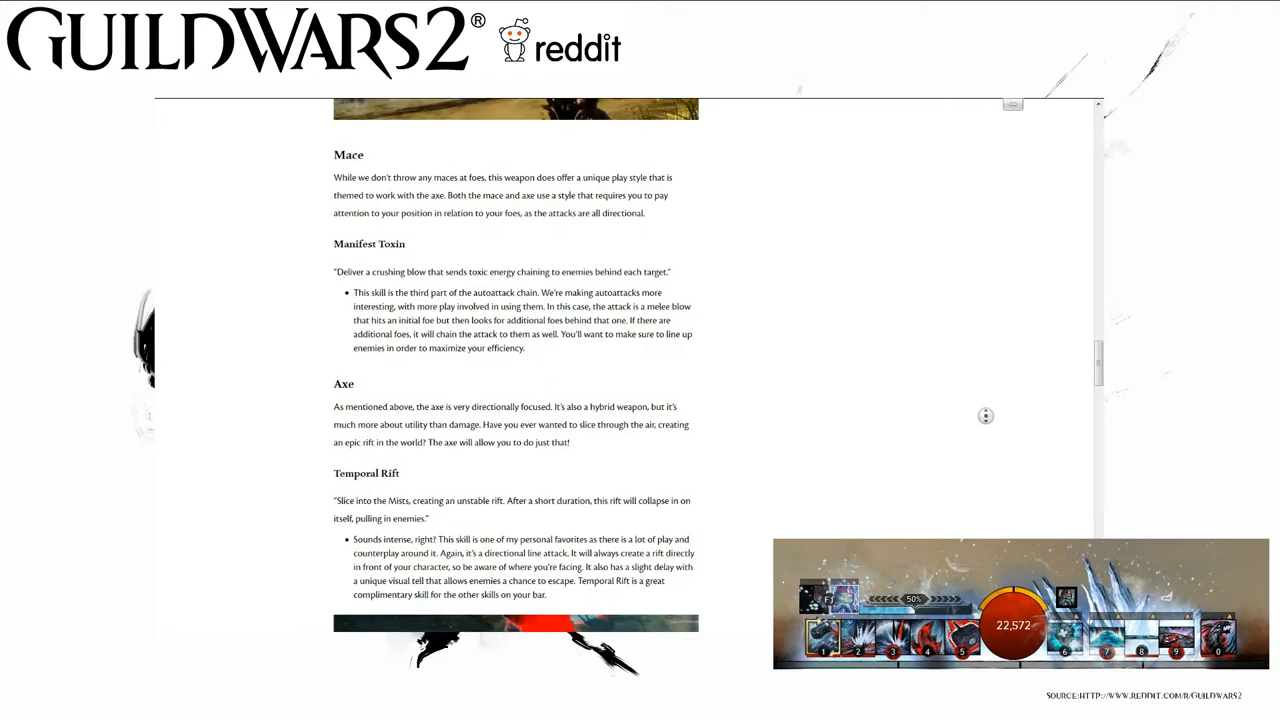 GUILDWARS2®
reddit
Mace
While we don't throw any maces at foes, this weapon does offer a unique play style that is
themed to work with the axe. Both the mace and axe use a style that requires you to pay
attention to your position in relation to your foes, as the attacks are all directional.
Manifest Toxin
"Deliver a crushing blow that sends toxic energy chaining to enemies behind each target."
• This skill is the third part of the autoattack chain. We're making autoattacks more
interesting, with more play involved in using them. In this case, the attack is a melee blow
that hits an initial foe but then looks for additional foes behind that one. If there are
additional foes, it will chain the attack to them as well. You'll want to make sure to line up
enemies in order to maximize your efficiency.
Axe
As mentioned above, the axe is very directionally focused. It's also a hybrid weapon, but it's
much more about utility than damage. Have you ever wanted to slice through the air, creating
an epic rift in the world? The axe will allow you to do just that!
Temporal Rift
"Slice into the Mists, creating an unstable rift. After a short duration, this rift will collapse in on
itself, pulling in enemies."
• Sounds intense, right? This skill is one of my personal favorites as there is a lot of play and
counterplay around it. Again, it's a directional line attack. It will always create a rift directly
in front of your character, so be aware of where you're facing. It also has a slight delay with
a unique visual tell that allows enemies a chance to escape. Temporal Rift is a great
complimentary skill for the other skills on your bar.
F1
50%
22,572
1 2 3 4 5 6 7 8 9 0
SOURCE:HTTP://WWW.REDDIT.COM/R/GUILDWARS2